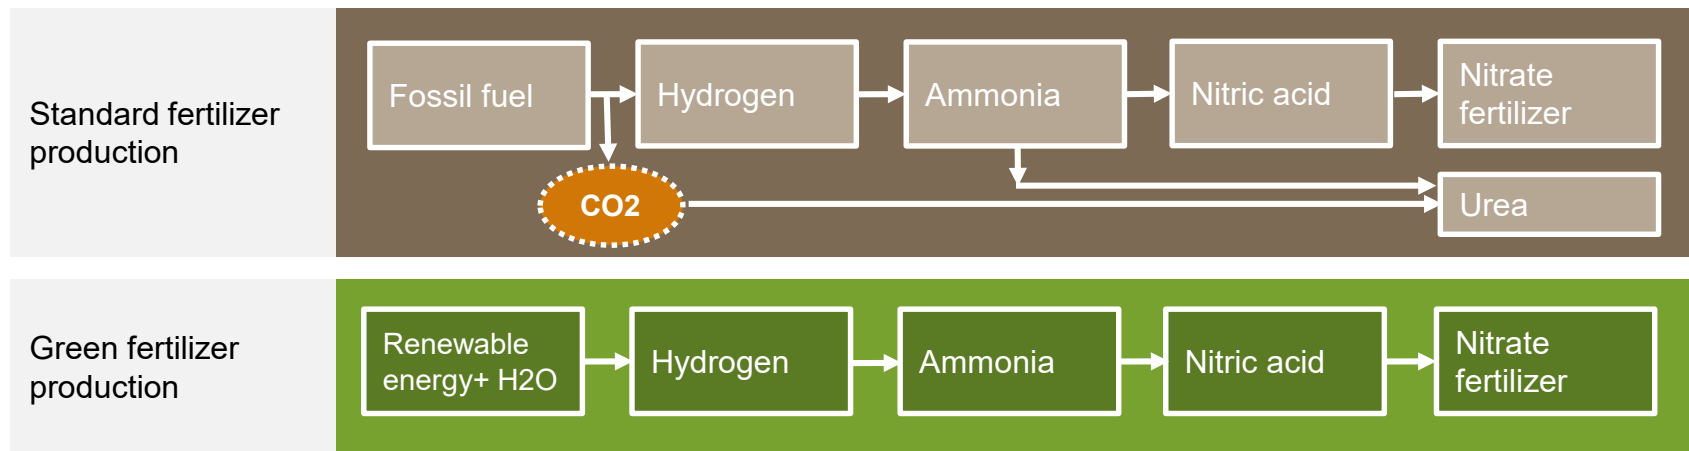 Standard fertilizer
production
Fossil fuel
Hydrogen
Ammonia
Nitric acid
Nitrate
fertilizer
CO2
Urea
Green fertilizer
production
Renewable
energy+ H2O
Hydrogen
Ammonia
Nitric acid
Nitrate
fertilizer